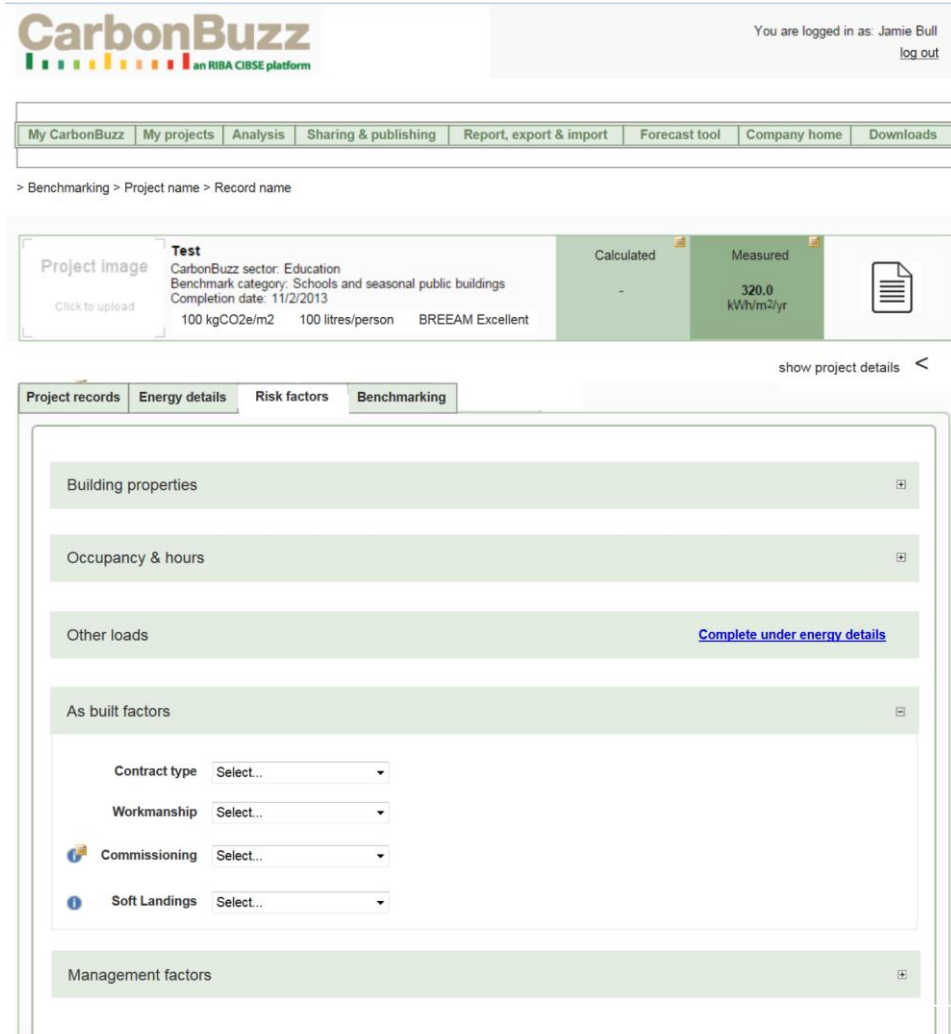 CarbonBuzz
an RIBA CIBSE platform
You are logged in as: Jamie Bull
log out
My CarbonBuzz My projects Analysis Sharing & publishing Report, export & import Forecast tool Company home Downloads
> Benchmarking > Project name > Record name
Project image
Click to upload
Test
CarbonBuzz sector: Education
Benchmark category: Schools and seasonal public buildings
Completion date: 11/2/2013
100 kgCO2e/m2 100 litres/person BREEAM Excellent
Calculated
-
Measured
320.0
kWh/m2/yr
show project details <
Project records Energy details Risk factors Benchmarking
Building properties
Occupancy & hours
Other loads Complete under energy details
As built factors
Contract type Select...
Workmanship Select...
Commissioning Select...
Soft Landings Select...
Management factors